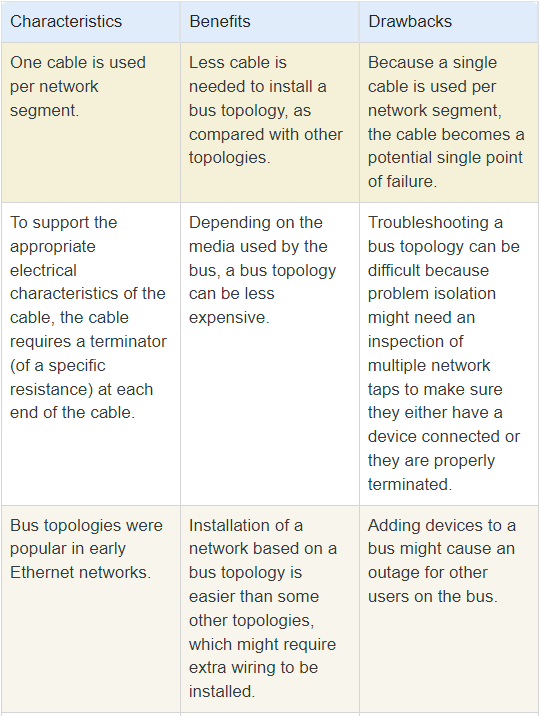 Characteristics
Benefits
Drawbacks
One cable is used
per network
segment.
Less cable is
needed to install a
bus topology, as
compared with other
topologies.
Because a single
cable is used per
network segment,
the cable becomes a
potential single point
of failure.
To support the
appropriate
electrical
characteristics of the
cable, the cable
requires a terminator
(of a specific
resistance) at each
end of the cable.
Depending on the
media used by the
bus, a bus topology
can be less
expensive.
Troubleshooting a
bus topology can be
difficult because
problem isolation
might need an
inspection of
multiple network
taps to make sure
they either have a
device connected or
they are properly
terminated.
Bus topologies were
popular in early
Ethernet networks.
Installation of a
network based on a
bus topology is
easier than some
other topologies,
which might require
extra wiring to be
installed.
Adding devices to a
bus might cause an
outage for other
users on the bus.